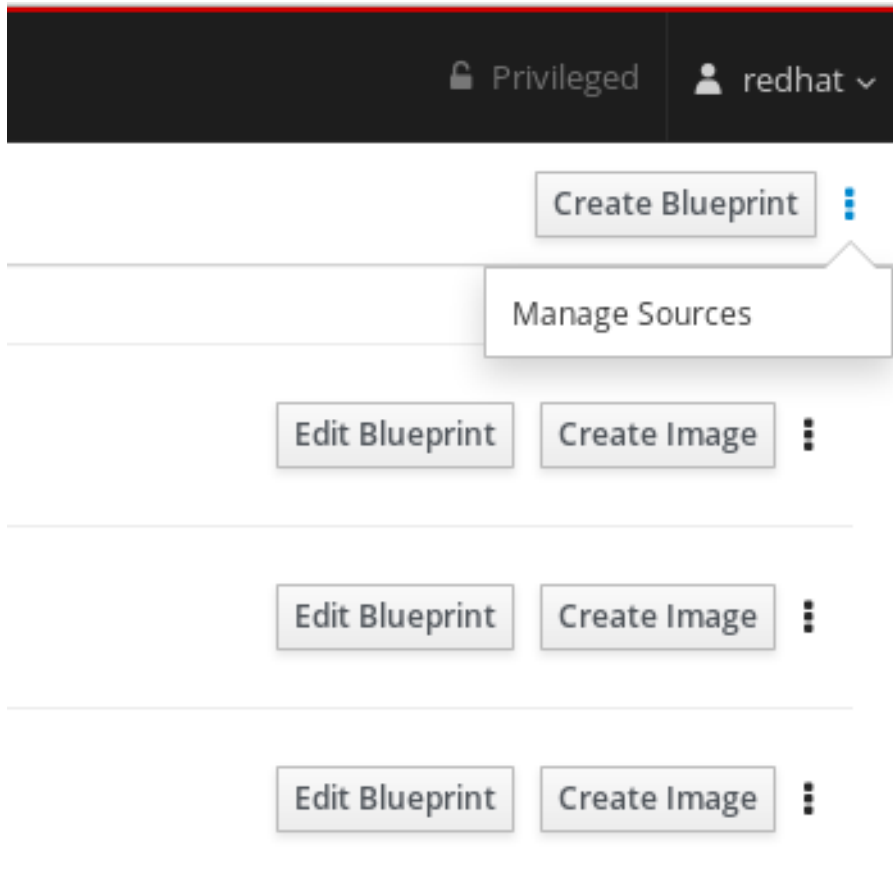 Privileged redhat
Create Blueprint
Manage Sources
Edit Blueprint Create Image
Edit Blueprint Create Image
Edit Blueprint Create Image